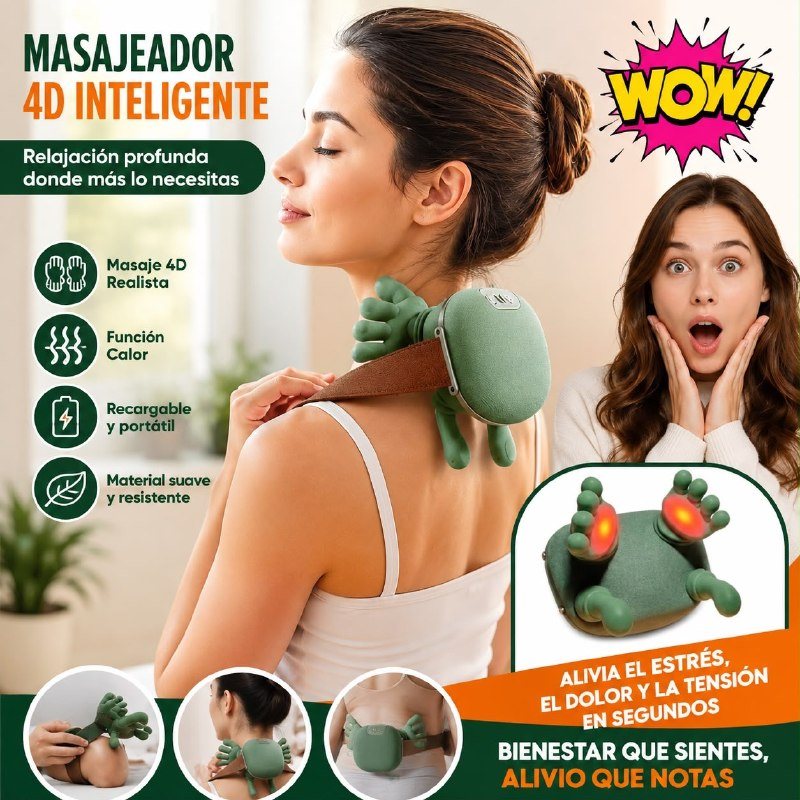 MASAJEADOR
4D INTELIGENTE
Relajación profunda
donde más lo necesitas
WOW!
Masaje 4D
Realista
Función
Calor
Recargable
y portátil
Material suave
y resistente
ALIVIA EL ESTRÉS,
EL DOLOR Y LA TENSIÓN
EN SEGUNDOS
BIENESTAR QUE SIENTES,
ALIVIO QUE NOTAS